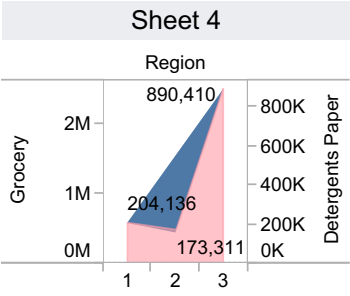 Sheet 4
Region
Grocery
2M
1M
0M
890,410
204,136
173,311
800K
600K
400K
200K
0K
Detergents Paper
1 2 3